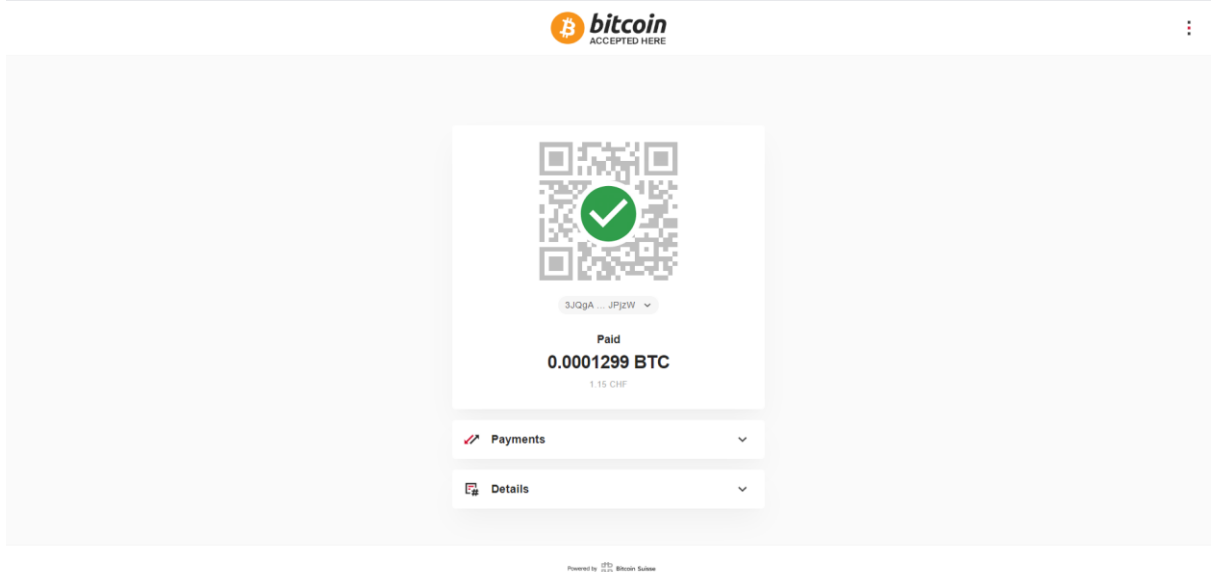 bitcoin
ACCEPTED HERE
3JQgA ... JPjzW
Paid
0.0001299 BTC
1.15 CHF
Payments
Details
Powered by Bitcoin Suisse